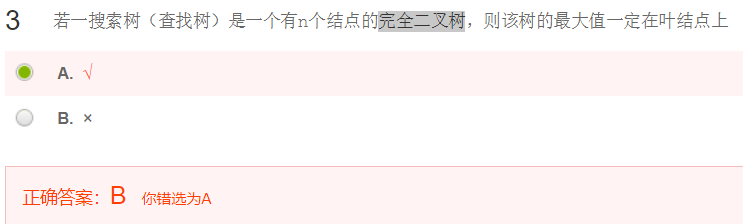 3 若一搜索树（查找树）是一个有n个结点的完全二叉树，则该树的最大值一定在叶结点上
A. √
B. ×
正确答案：B 你错选为A